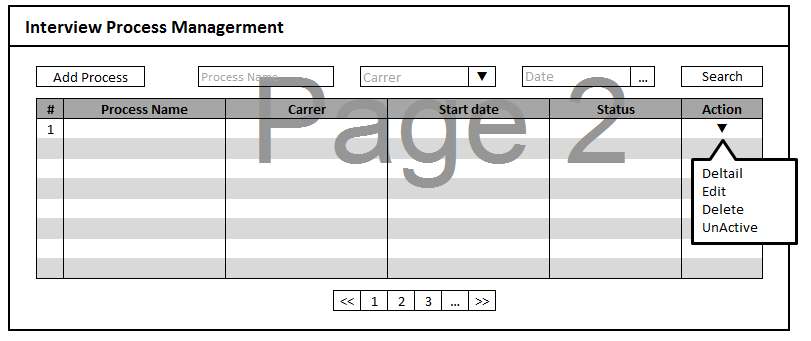 Interview Process Managerment
Add Process Process Name Carrer ▼ Date ... Search
# Process Name Carrer Start date Status Action
1 ▼
Page 2
Deltail
Edit
Delete
UnActive
<< 1 2 3 ... >>